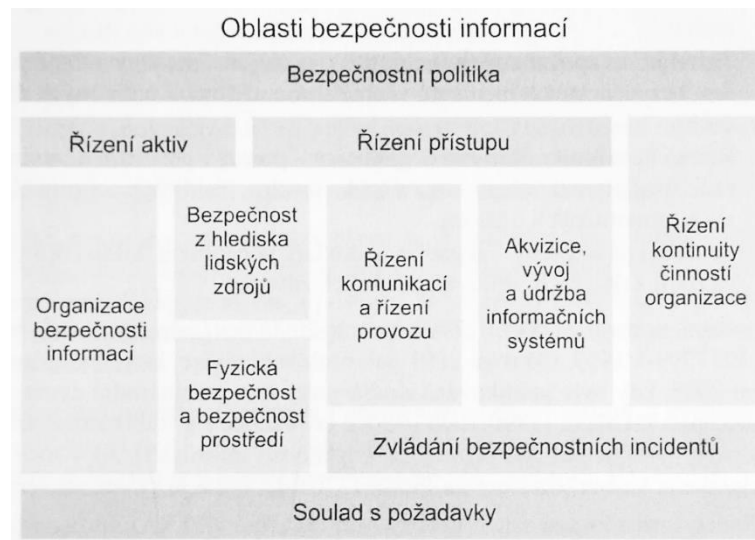 Oblasti bezpečnosti informací
Bezpečnostní politika
Řízení aktiv
Řízení přístupu
Organizace
bezpečnosti
informací
Bezpečnost
z hlediska
lidských
zdrojů
Fyzická
bezpečnost
a bezpečnost
prostředí
Řízení
komunikací
a řízení
provozu
Akvizice,
vývoj
a údržba
informačních
systémů
Řízení
kontinuity
činností
organizace
Zvládání bezpečnostních incidentů
Soulad s požadavky